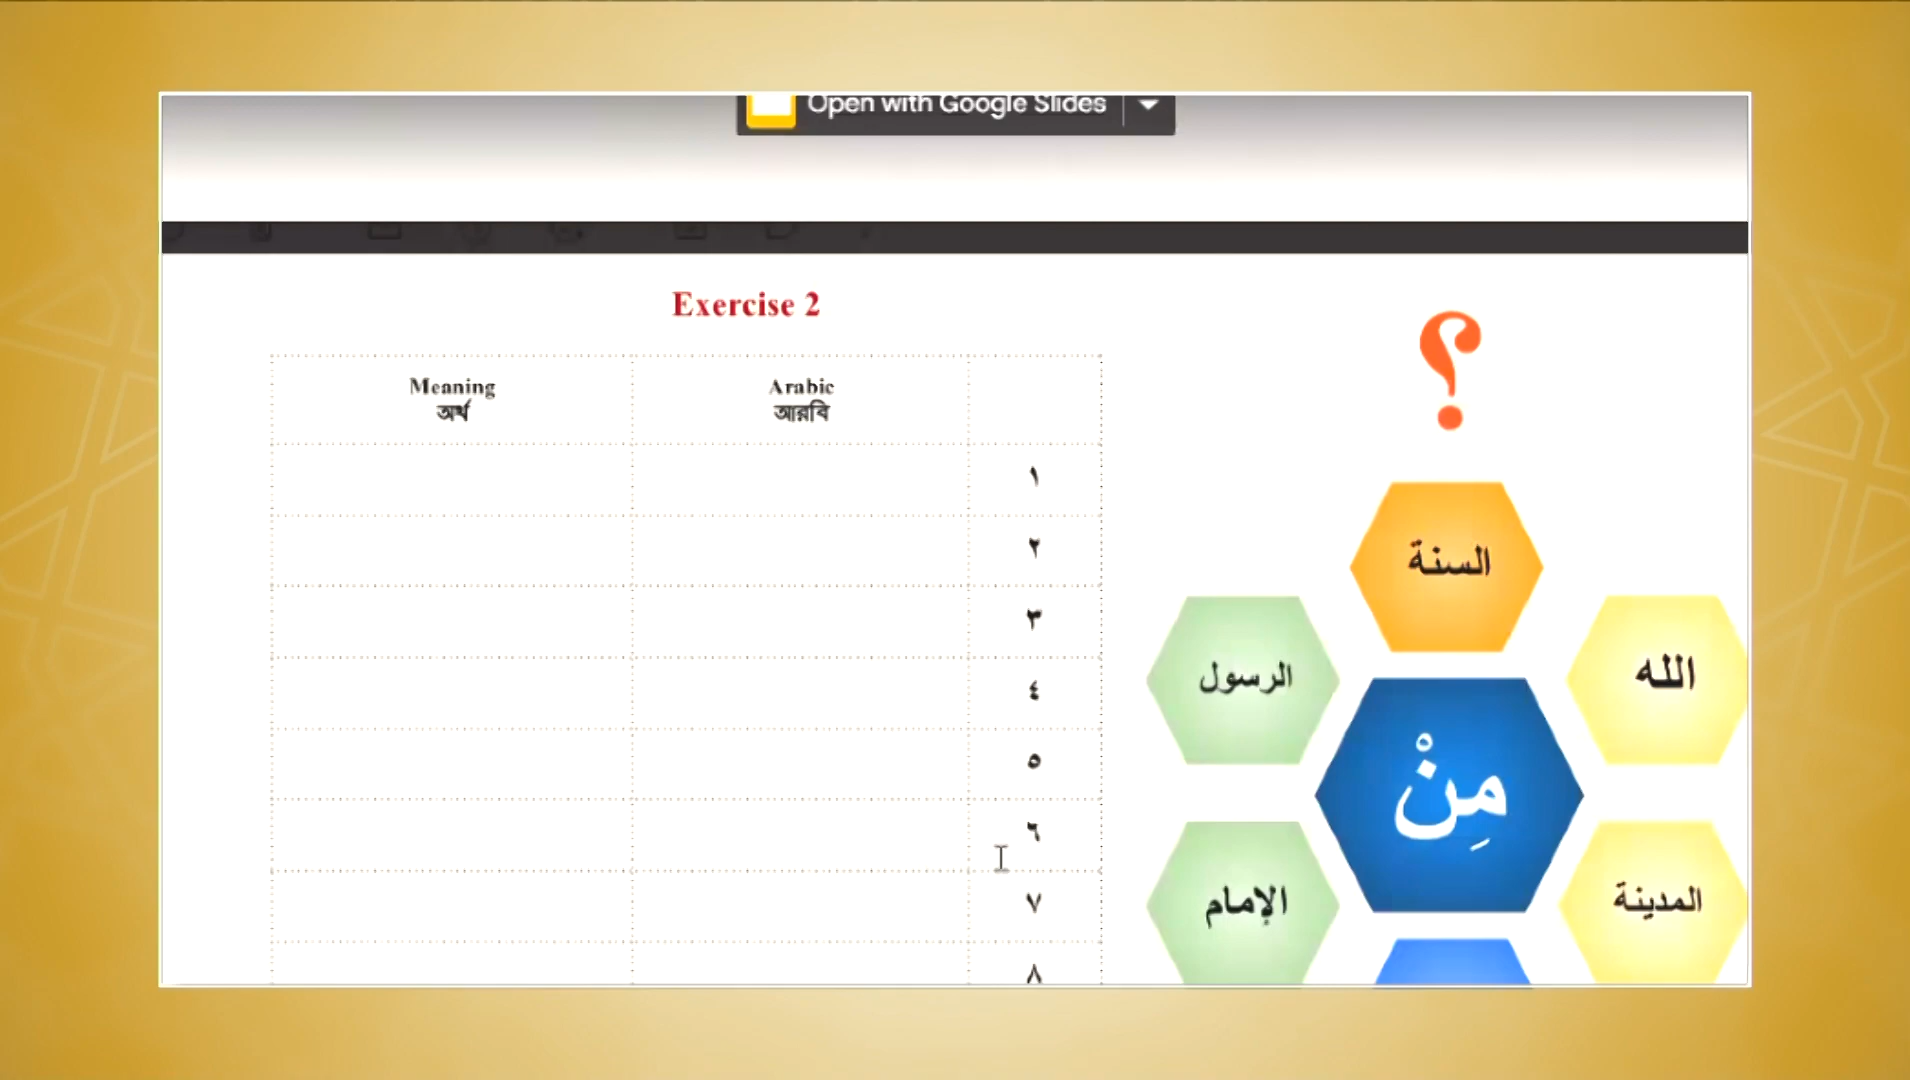 Open with Google Slides
Exercise 2
Meaning
অর্থ
Arabic
আরবি
١
٢
٣
٤
٥
٦
٧
٨
؟
السنة
الرسول
الله
مِنْ
الإمام
المدينة